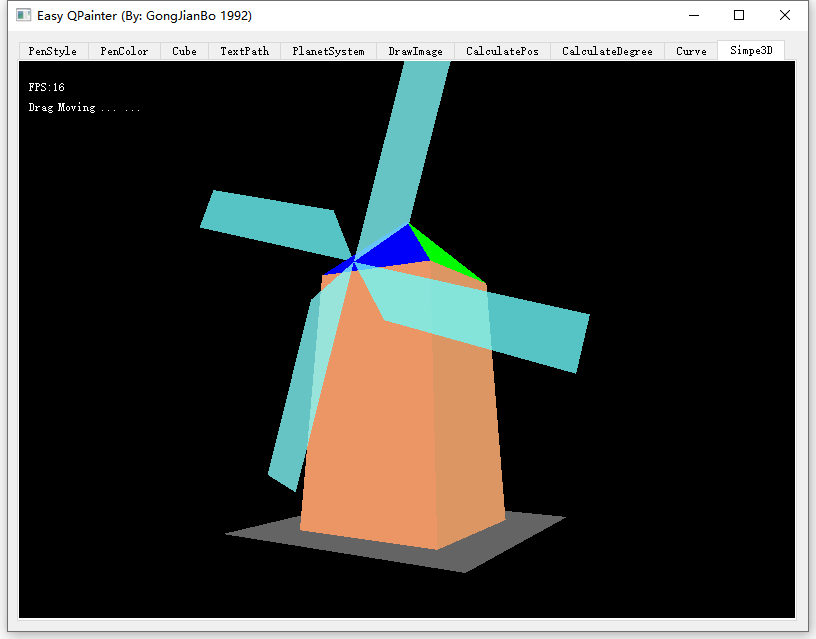 Easy QPainter (By: GongJianBo 1992)
PenStyle PenColor Cube TextPath PlanetSystem DrawImage CalculatePos CalculateDegree Curve Simpe3D
FPS:16
Drag Moving ... ...